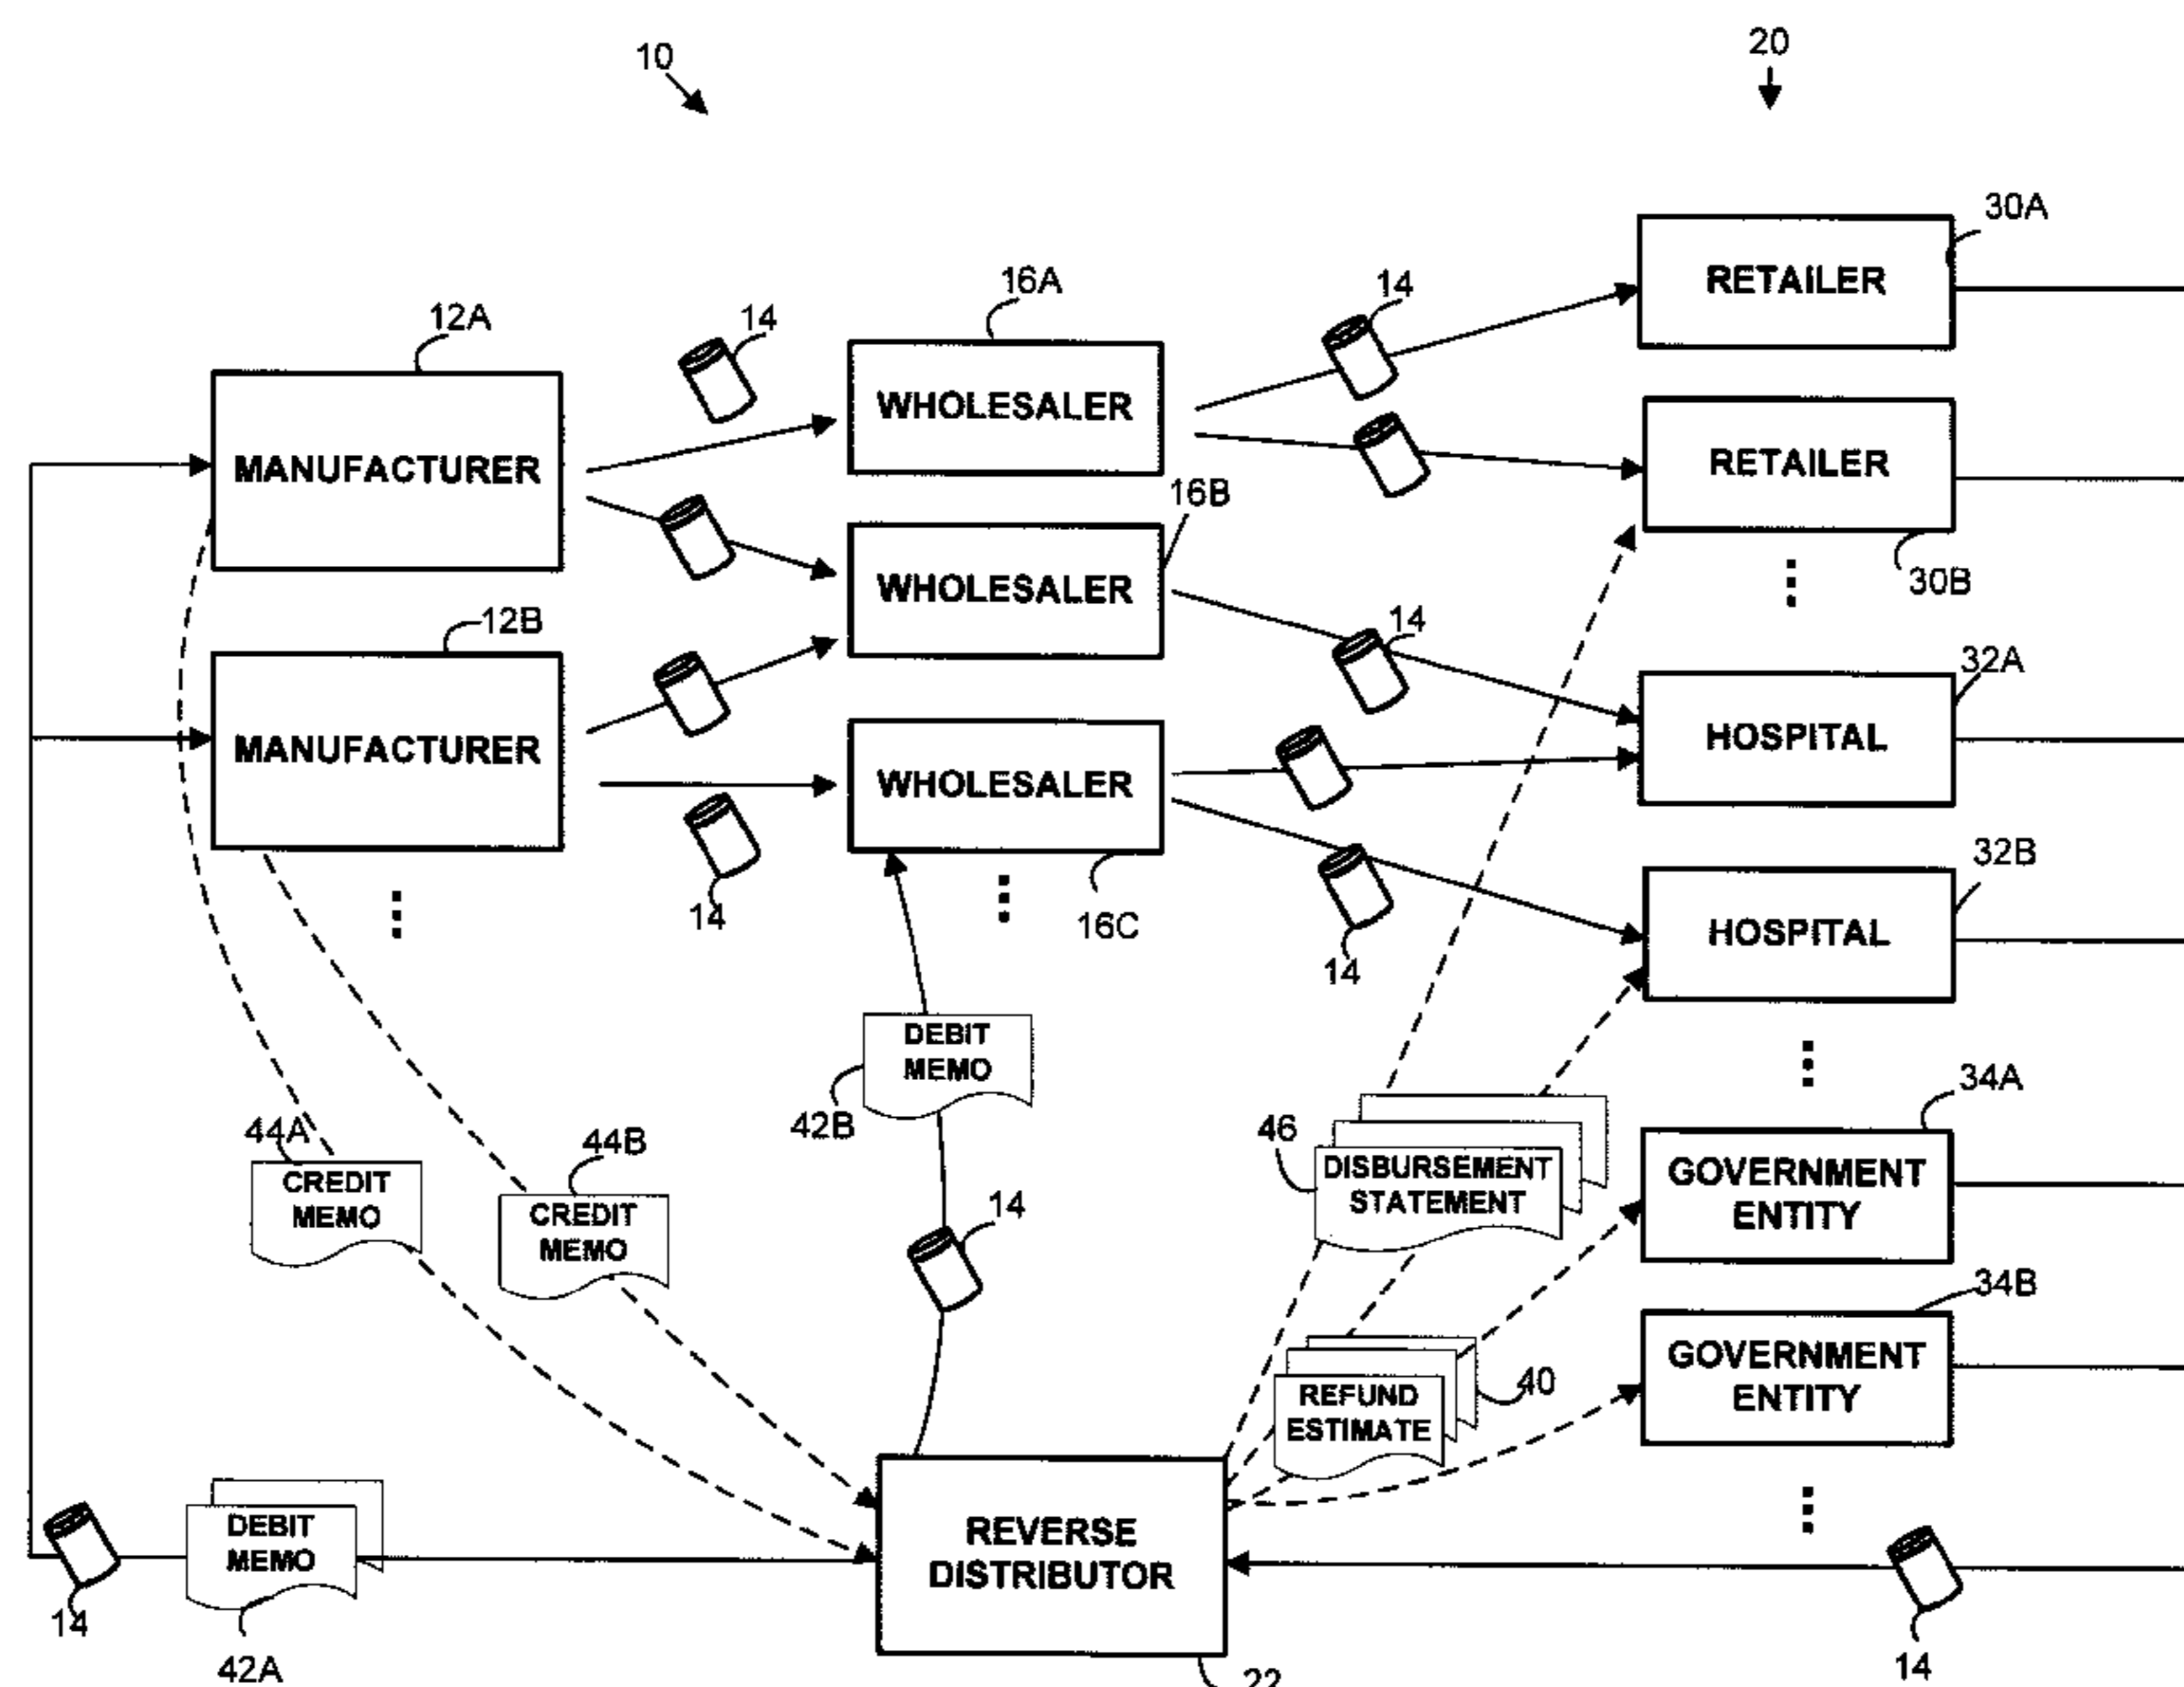 10
20
30A
RETAILER
16A
14
14
12A
WHOLESALER
RETAILER
MANUFACTURER
16B
30B
WHOLESALER
14
12B
32A
HOSPITAL
MANUFACTURER
WHOLESALER
32B
14
16C
HOSPITAL
14
DEBIT
MEMO
42B
34A
44A
44B
46
CREDIT
MEMO
DISBURSEMENT
STATEMENT
GOVERNMENT
ENTITY
CREDIT
MEMO
14
34B
GOVERNMENT
ENTITY
40
REFUND
ESTIMATE
DEBIT
MEMO
REVERSE
DISTRIBUTOR
14
42A
22
14